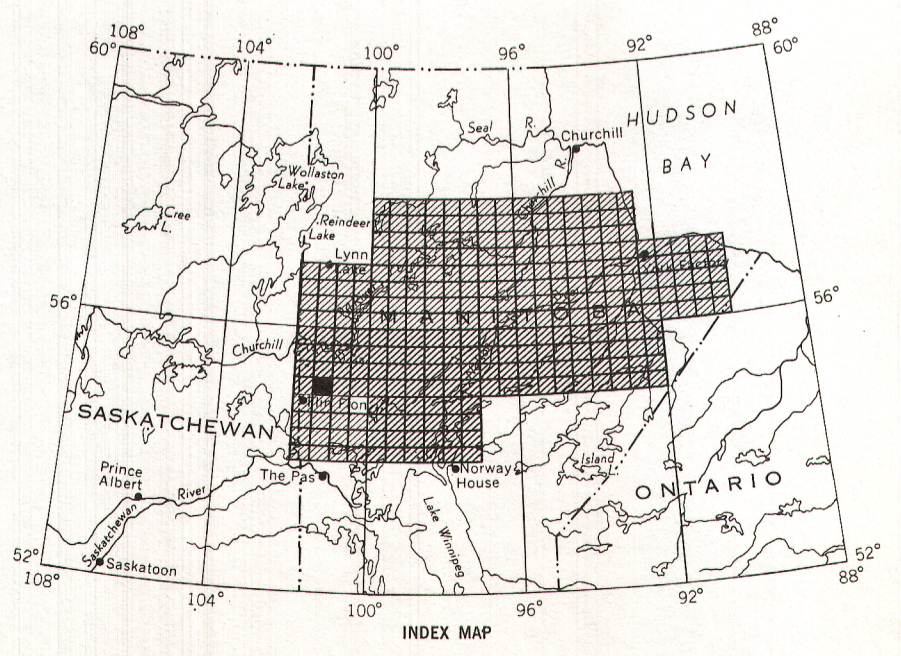 108°
104°
100°
96°
92°
88°
60°
60°
HUDSON
BAY
Seal R.
Churchill
Churchill R.
Wollaston
Lake
Cree
L.
Reindeer
Lake
Lynn
Lake
York Factory
56°
56°
MANITOBA
Churchill
Flin Flon
SASKATCHEWAN
Prince
Albert
River
Saskatchewan
Saskatoon
The Pas
Norway
House
Island
L.
Lake Winnipeg
ONTARIO
52°
52°
108°
104°
100°
96°
92°
88°
INDEX MAP